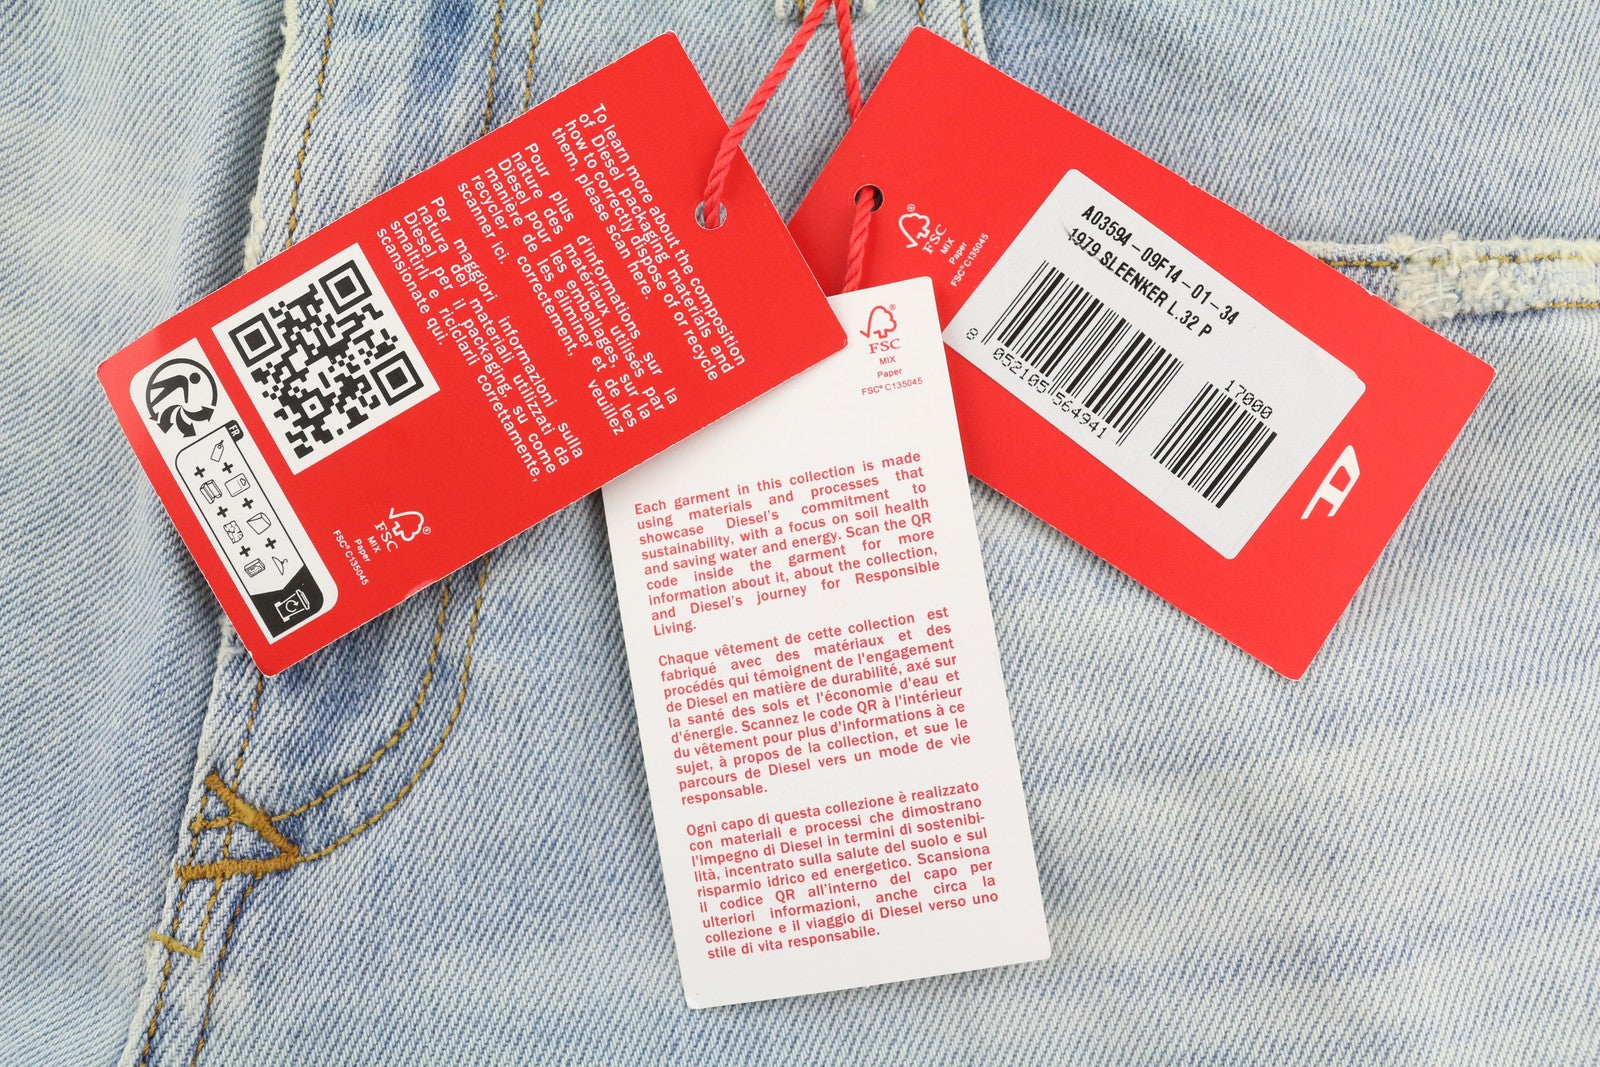 To learn more about the composition
of Diesel packaging materials and
how to correctly dispose of or recycle
them, please scan here.
Pour plus d'informations sur la
nature des matériaux utilisés par
Diesel pour les emballages, sur la
manière de les éliminer et de les
recycler correctement, veuillez
scanner ici
Per maggiori informazioni sulla
natura dei materiali utilizzati da
Diesel per il packaging, su come
smaltirli e riciclarli correttamente,
scansionate qui.
FR
FSC®
MIX
Paper
FSC® C135045
FSC
MIX
Paper
FSC® C135045
Each garment in this collection is made
using materials and processes that
showcase Diesel's commitment to
sustainability, with a focus on soil health
and saving water and energy. Scan the QR
code inside the garment for more
information about it, about the collection,
and Diesel's journey for Responsible
Living.
Chaque vêtement de cette collection est
fabriqué avec des matériaux et des
procédés qui témoignent de l'engagement
de Diesel en matière de durabilité, axé sur
la santé des sols et l'économie d'eau et
d'énergie. Scannez le code QR à l'intérieur
du vêtement pour plus d'informations à ce
sujet, à propos de la collection, et sue le
parcours de Diesel vers un mode de vie
responsable.
Ogni capo di questa collezione è realizzato
con materiali e processi che dimostrano
l'impegno di Diesel in termini di sostenibi-
lità, incentrato sulla salute del suolo e sul
risparmio idrico ed energetico. Scansiona
il codice QR all'interno del capo per
ulteriori informazioni, anche circa la
collezione e il viaggio di Diesel verso uno
stile di vita responsabile.
FSC®
MIX
Paper
FSC® C135045
A03594-09F14-01-34
1979 SLEENKER L.32 P
8 052105 564941
17000
D